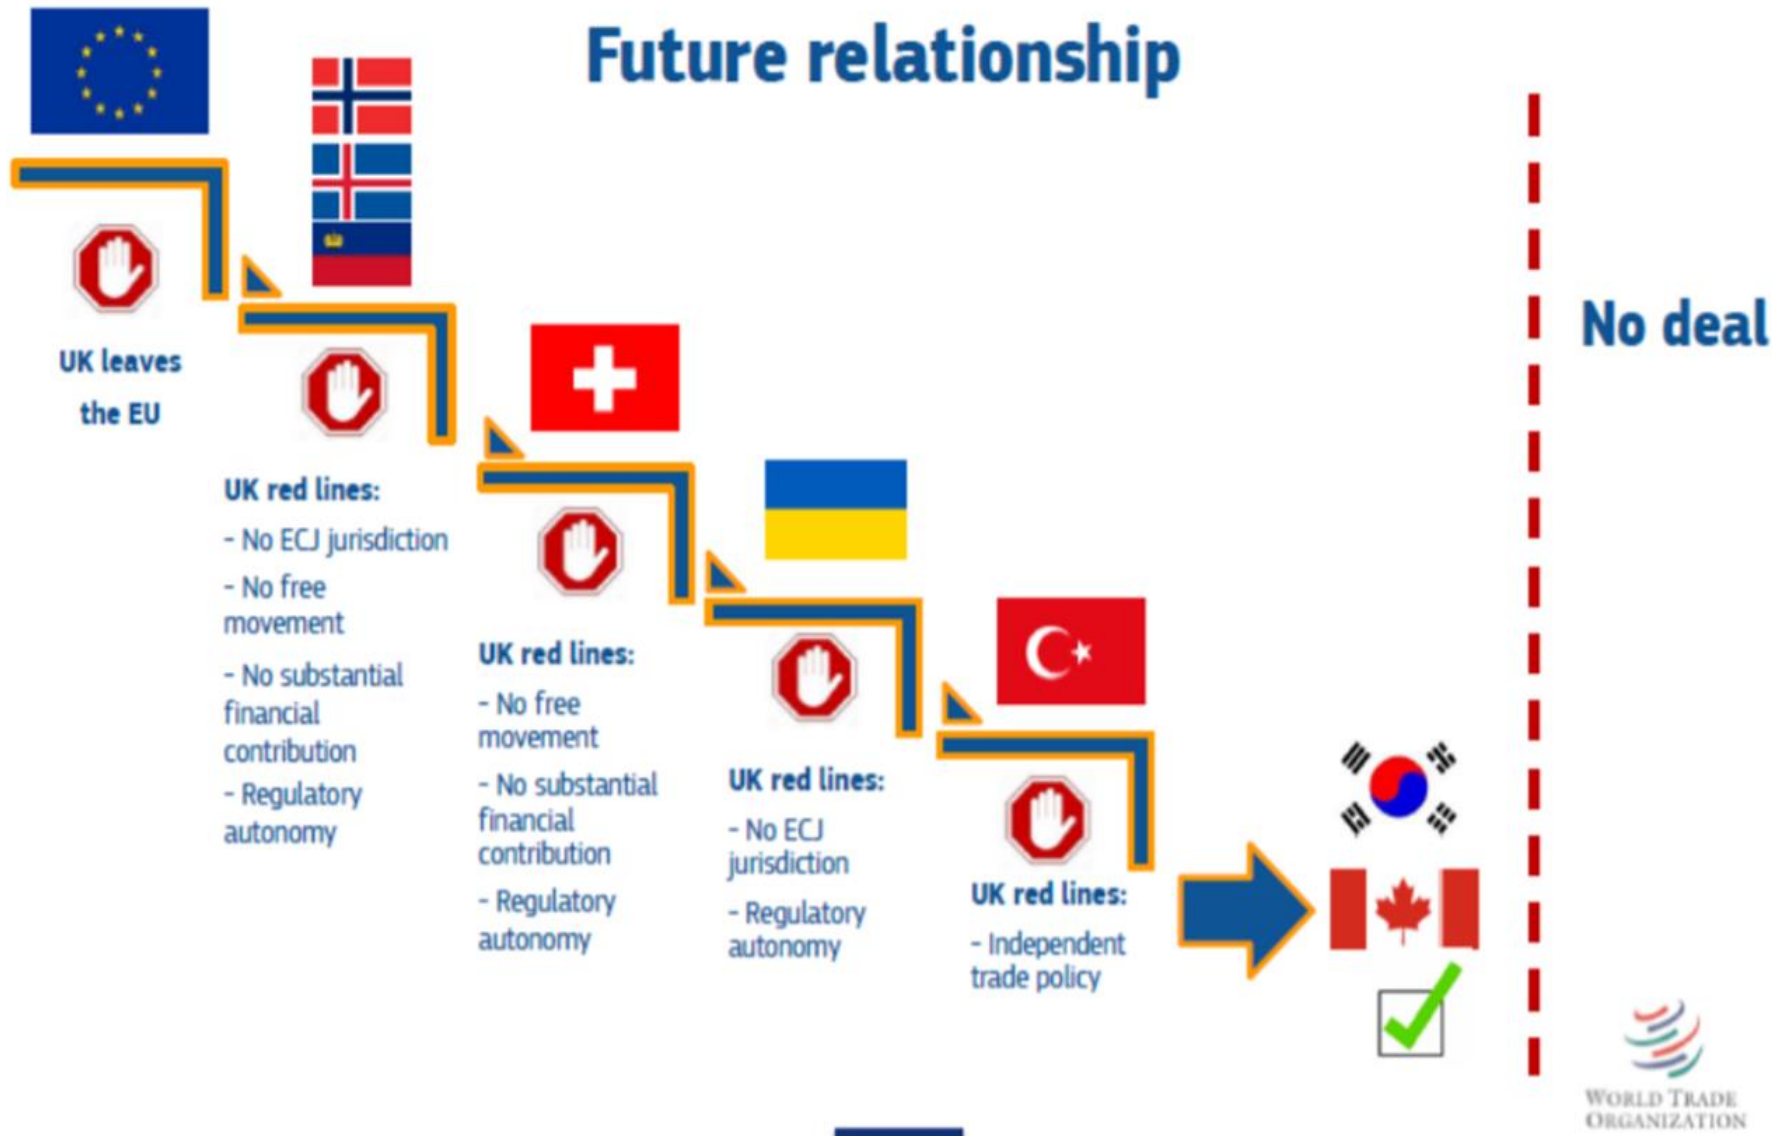 Future relationship
UK leaves
the EU
UK red lines:
- No ECJ jurisdiction
- No free
movement
- No substantial
financial
contribution
- Regulatory
autonomy
UK red lines:
- No free
movement
- No substantial
financial
contribution
- Regulatory
autonomy
UK red lines:
- No ECJ
jurisdiction
- Regulatory
autonomy
UK red lines:
- Independent
trade policy
No deal
WORLD TRADE
ORGANIZATION